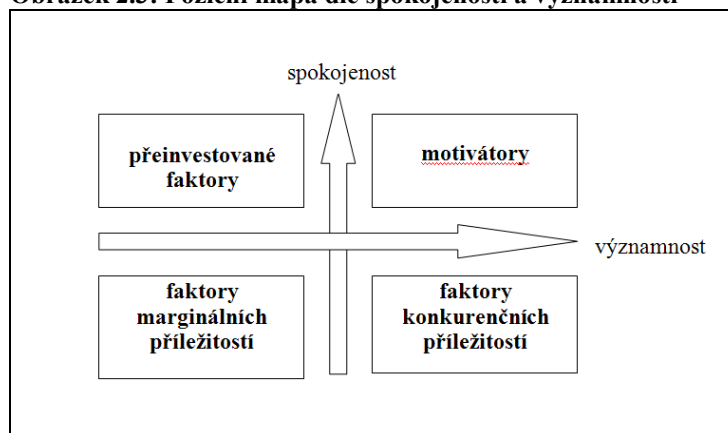 Obrázek 2.3: Poziční mapa dle spokojenosti a významnosti
spokojenost
přeinvestované
faktory
motivátory
významnost
faktory
marginálních
příležitostí
faktory
konkurenčních
příležitostí